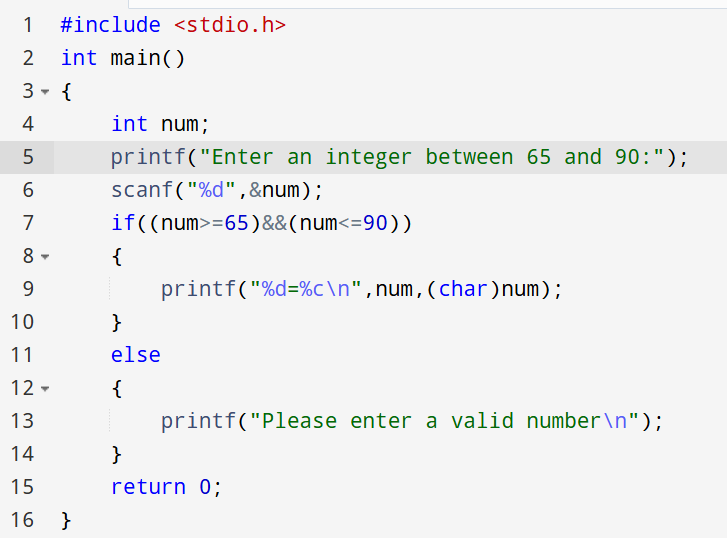 1 #include <stdio.h>
2 int main()
3 {
4     int num;
5     printf("Enter an integer between 65 and 90:");
6     scanf("%d",&num);
7     if((num>=65)&&(num<=90))
8     {
9         printf("%d=%c\n",num,(char)num);
10     }
11     else
12     {
13         printf("Please enter a valid number\n");
14     }
15     return 0;
16 }